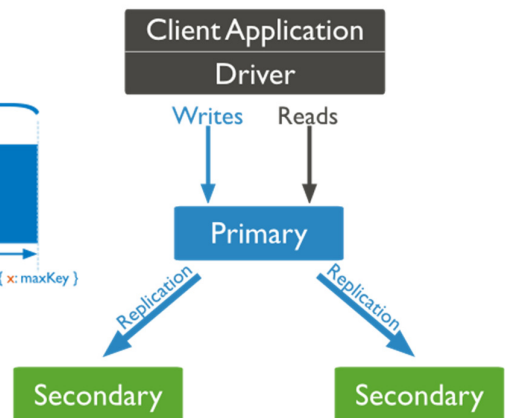 Client Application
Driver
Writes Reads
Primary
{ x: maxKey }
Replication Replication
Secondary Secondary